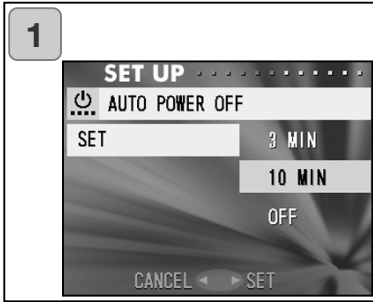 1
SET UP
AUTO POWER OFF
SET 3 MIN
10 MIN
OFF
CANCEL SET